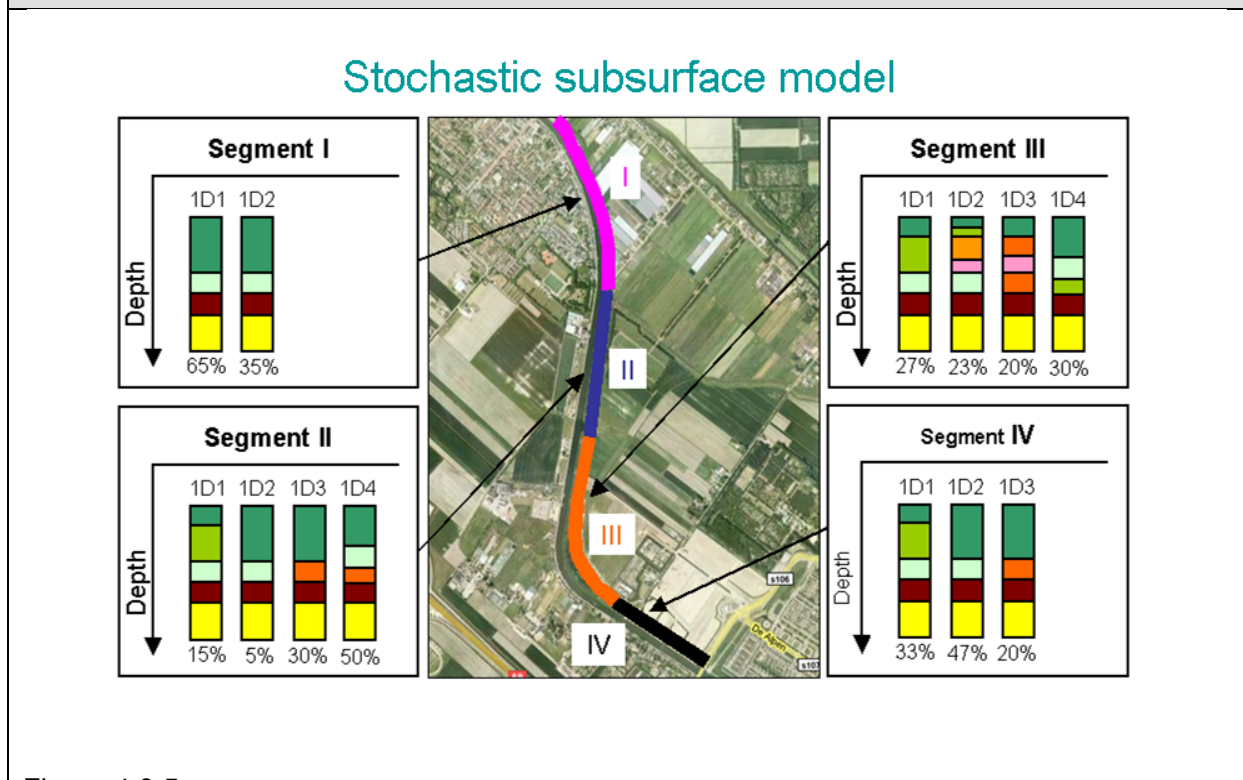 Stochastic subsurface model
Segment I
1D1 1D2
Depth
65% 35%
Segment II
1D1 1D2 1D3 1D4
Depth
15% 5% 30% 50%
I
II
III
IV
s106
De Alpen
s107
Segment III
1D1 1D2 1D3 1D4
Depth
27% 23% 20% 30%
Segment IV
1D1 1D2 1D3
Depth
33% 47% 20%